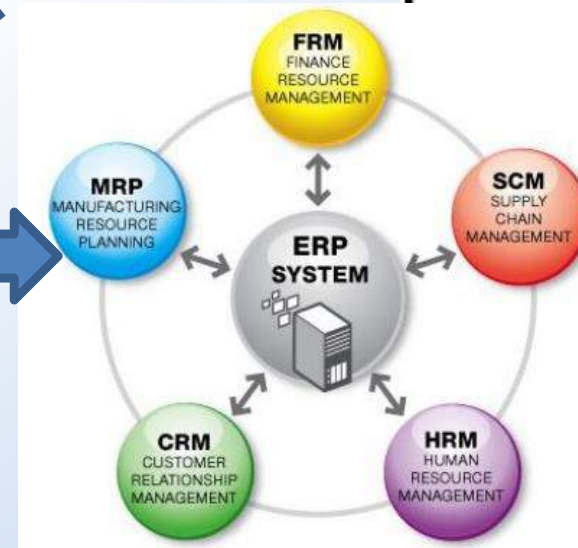 FRM
FINANCE
RESOURCE
MANAGEMENT
MRP
MANUFACTURING
RESOURCE
PLANNING
SCM
SUPPLY
CHAIN
MANAGEMENT
ERP
SYSTEM
CRM
CUSTOMER
RELATIONSHIP
MANAGEMENT
HRM
HUMAN
RESOURCE
MANAGEMENT